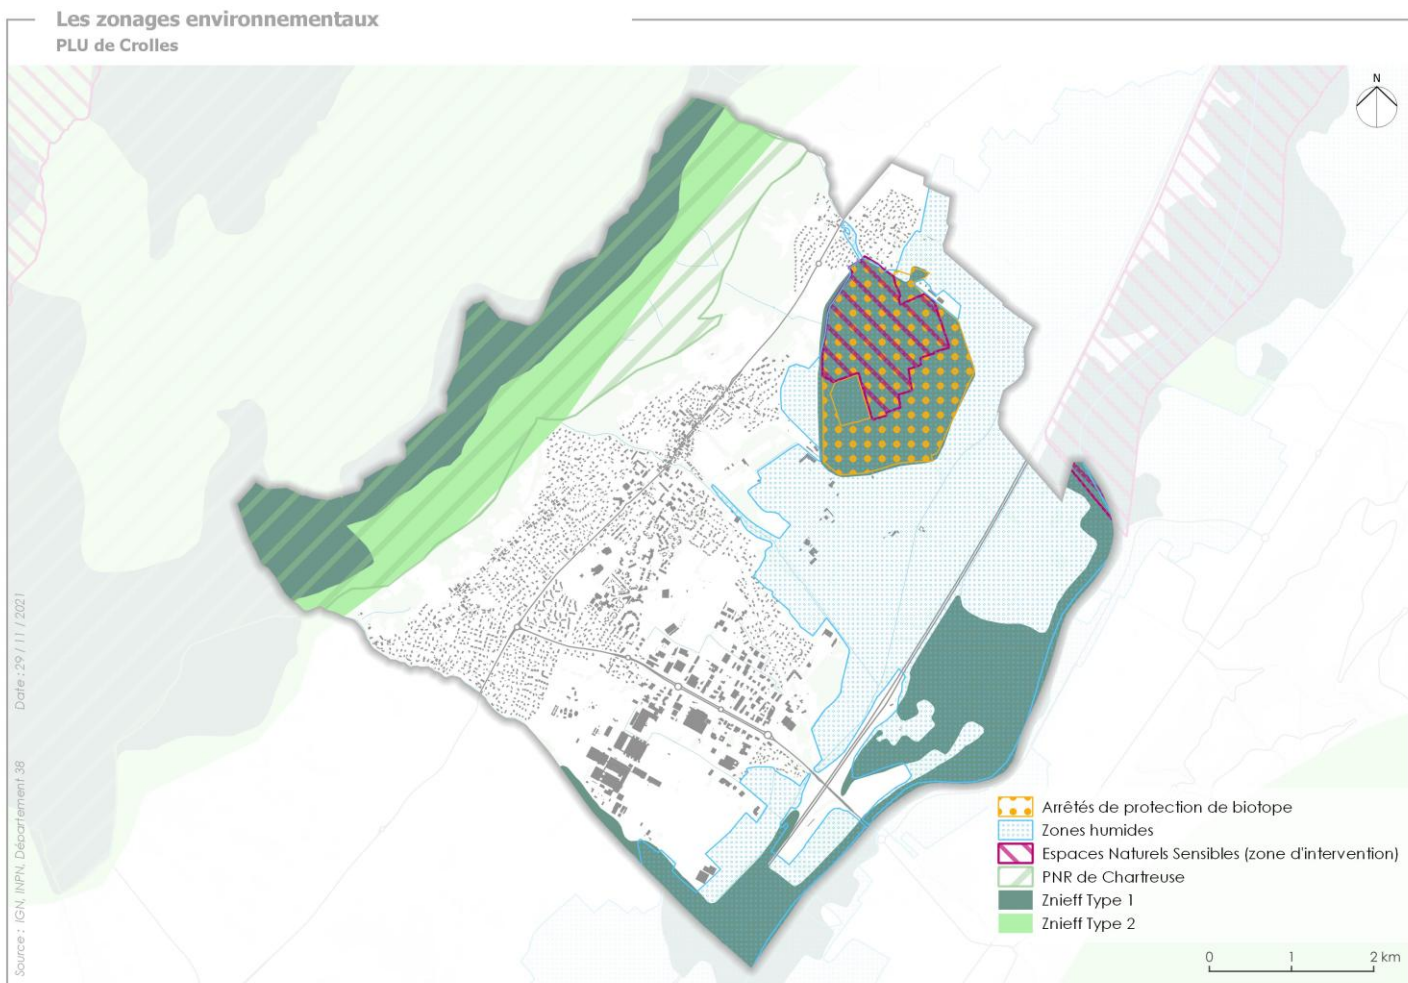 Les zonages environnementaux
PLU de Crolles
N
Arrêtés de protection de biotope
Zones humides
Espaces Naturels Sensibles (zone d'intervention)
PNR de Chartreuse
Znieff Type 1
Znieff Type 2
0 1 2 km
Source : IGN, INPN, Département 38 Date : 29 / 11 / 2021